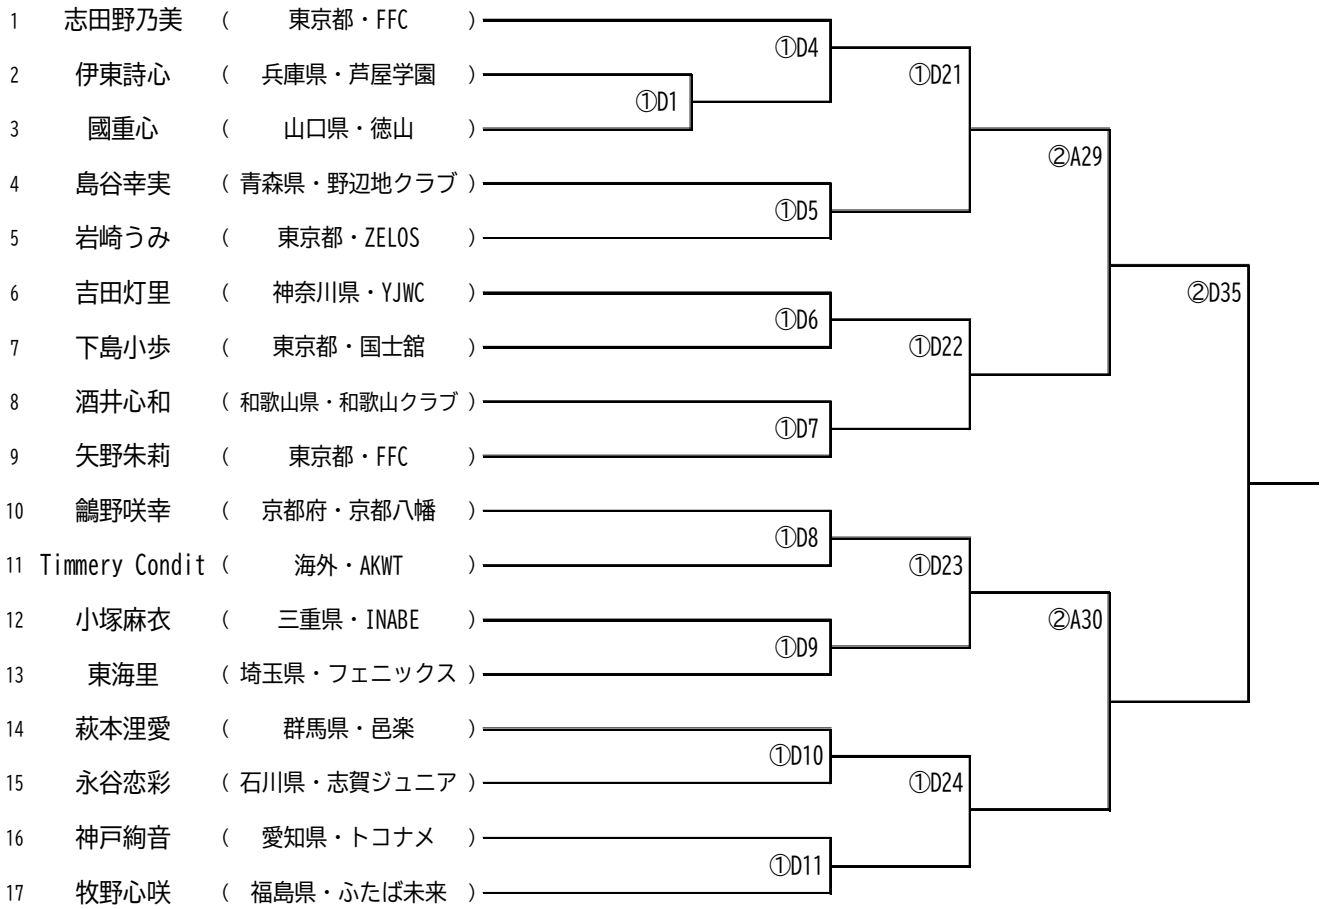 1 志田野乃美 ( 東京都・FFC )
①D4
2 伊東詩心 ( 兵庫県・芦屋学園 ) ①D21
①D1
3 國重心 ( 山口県・徳山 )
②A29
4 島谷幸実 ( 青森県・野辺地クラブ )
①D5
5 岩崎うみ ( 東京都・ZELOS )
6 吉田灯里 ( 神奈川県・YJWC ) ②D35
①D6
7 下島小歩 ( 東京都・国士舘 ) ①D22
8 酒井心和 ( 和歌山県・和歌山クラブ )
①D7
9 矢野朱莉 ( 東京都・FFC )
10 鸙野咲幸 ( 京都府・京都八幡 )
①D8
11 Timmery Condit ( 海外・AKWT ) ①D23
12 小塚麻衣 ( 三重県・INABE ) ②A30
①D9
13 東海里 ( 埼玉県・フェニックス )
14 萩本浬愛 ( 群馬県・邑楽 )
①D10
15 永谷恋彩 ( 石川県・志賀ジュニア ) ①D24
16 神戸絢音 ( 愛知県・トコナメ )
①D11
17 牧野心咲 ( 福島県・ふたば未来 )